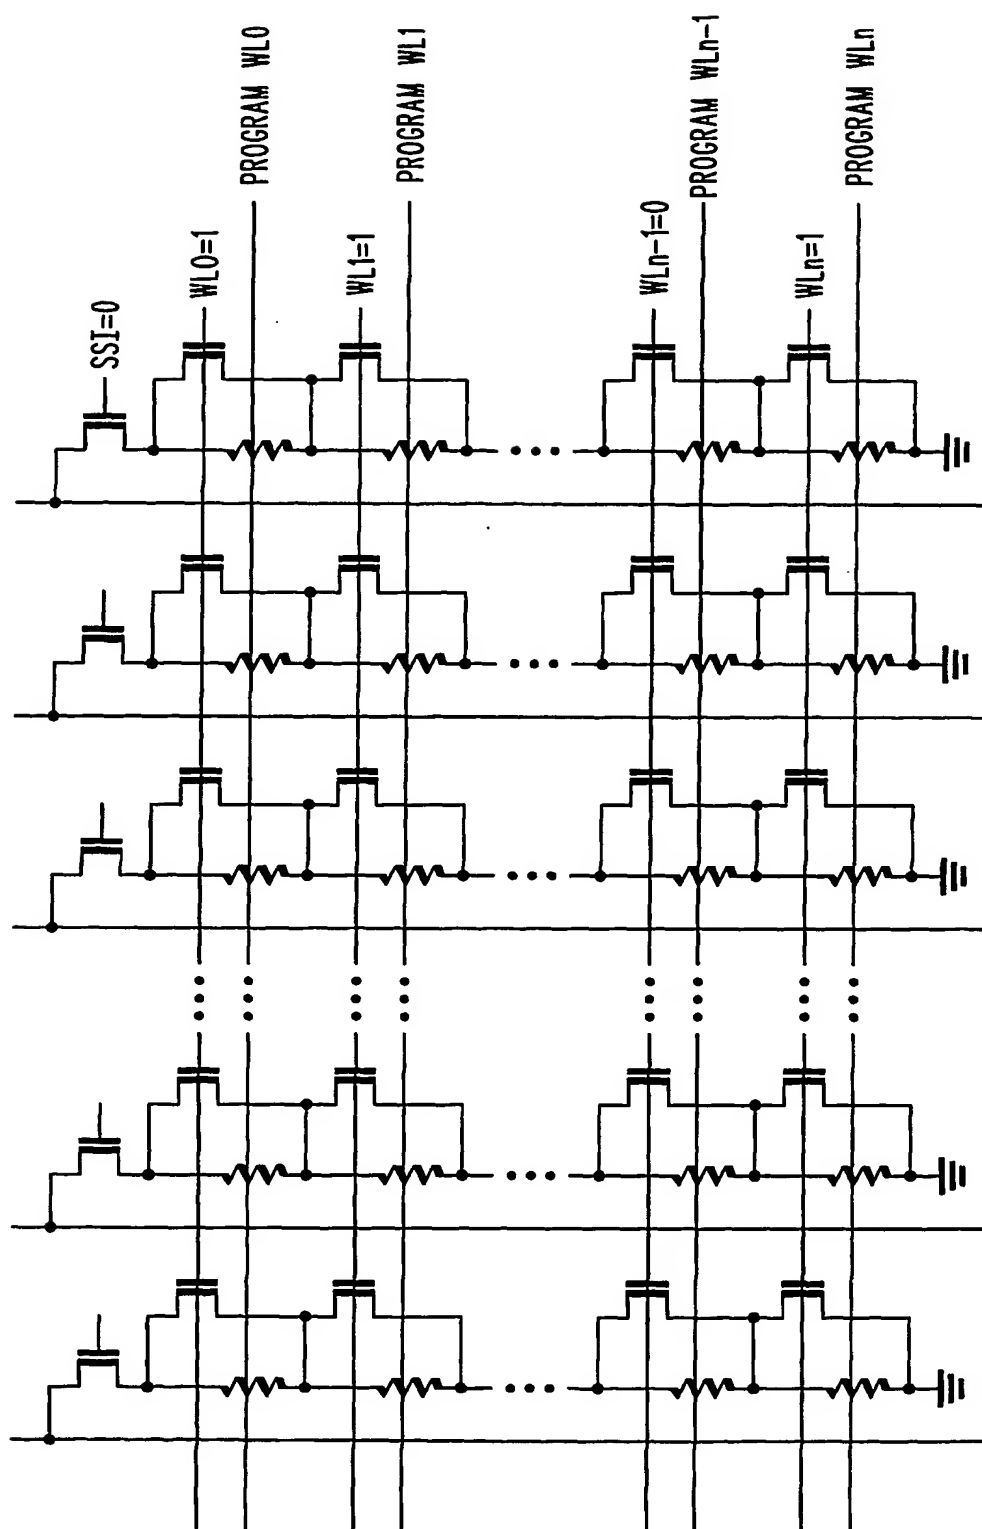 SSI=0
WL0=1
PROGRAM WL0
WL1=1
PROGRAM WL1
WLn-1=0
PROGRAM WLn-1
WLn=1
PROGRAM WLn